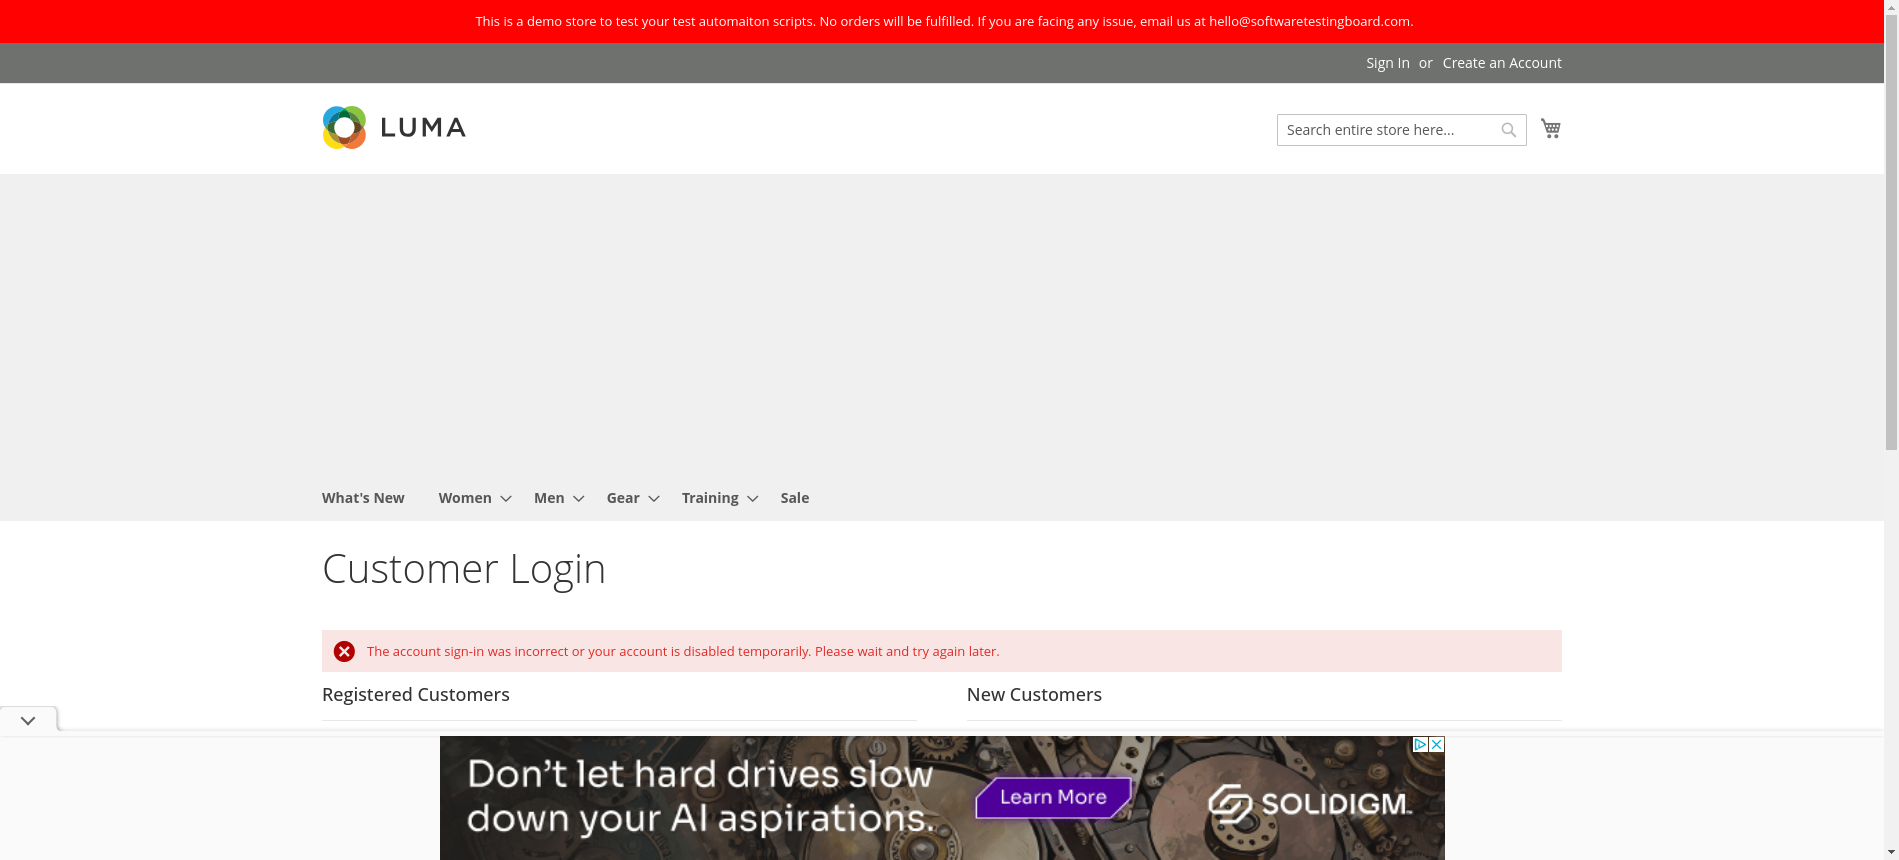 This is a demo store to test your test automaiton scripts. No orders will be fulfilled. If you are facing any issue, email us at hello@softwaretestingboard.com.
Sign In or Create an Account
LUMA
Search entire store here...
What's New Women Men Gear Training Sale
Customer Login
The account sign-in was incorrect or your account is disabled temporarily. Please wait and try again later.
Registered Customers
New Customers
Don't let hard drives slow
down your AI aspirations.
Learn More
SOLIDIGM